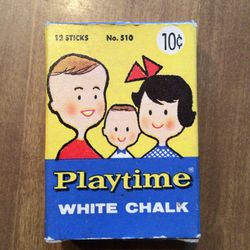 12 STICKS No. 510 10¢
Playtime
WHITE CHALK